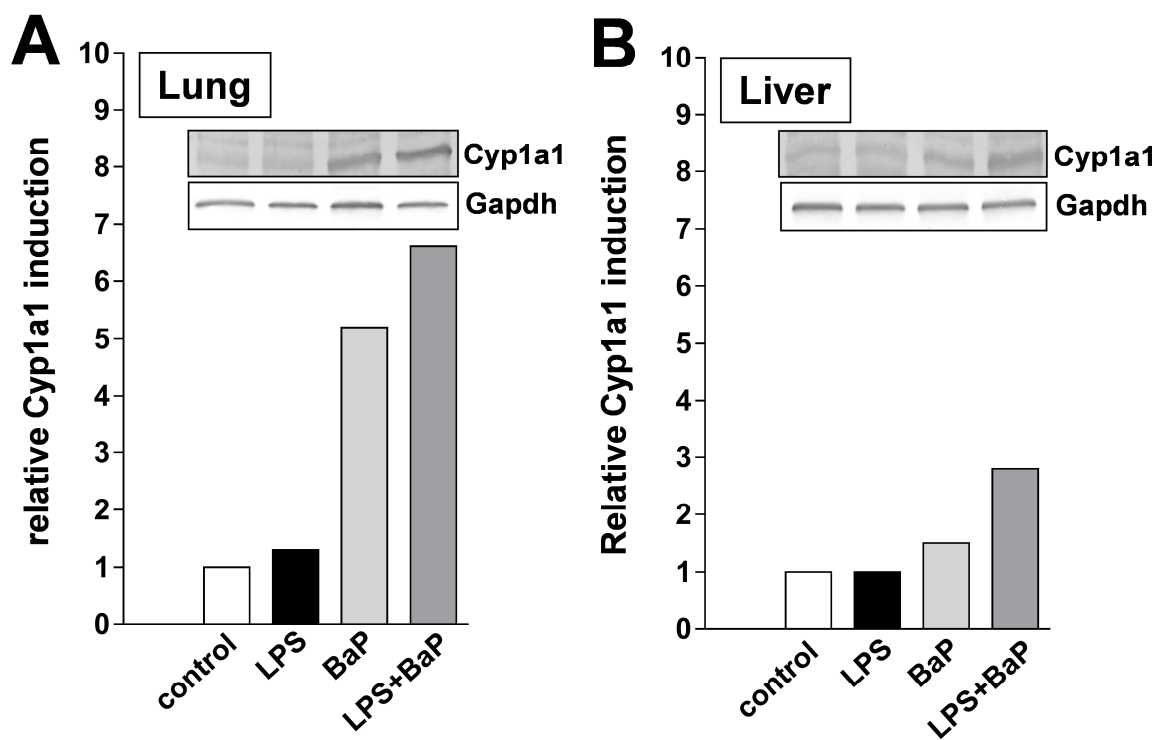 A
Lung
relative Cyp1a1 induction
10
9
8
7
6
5
4
3
2
1
0
Cyp1a1
Gapdh
control
LPS
BaP
LPS+BaP
B
Liver
Relative Cyp1a1 induction
10
9
8
7
6
5
4
3
2
1
0
Cyp1a1
Gapdh
control
LPS
BaP
LPS+BaP